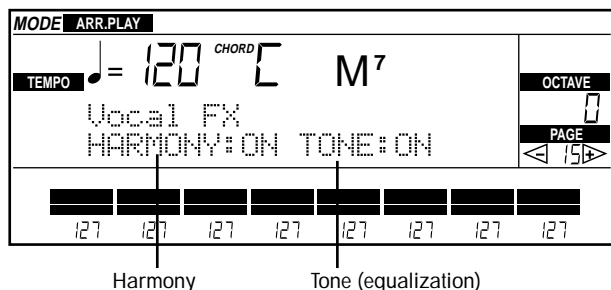 MODE ARR.PLAY
TEMPO ♩= 120 CHORD C M7
OCTAVE
0
Vocal FX
HARMONY:ON TONE:ON
PAGE
- 15 +
127 127 127 127 127 127 127 127
Harmony Tone (equalization)